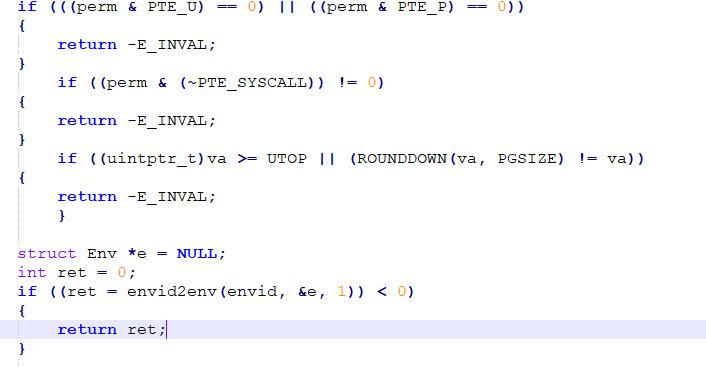 if (((perm & PTE_U) == 0) || ((perm & PTE_P) == 0))
{
    return -E_INVAL;
}
    if ((perm & (~PTE_SYSCALL)) != 0)
{
    return -E_INVAL;
}
    if ((uintptr_t)va >= UTOP || (ROUNDDOWN(va, PGSIZE) != va))
{
    return -E_INVAL;
    }

struct Env *e = NULL;
int ret = 0;
if ((ret = envid2env(envid, &e, 1)) < 0)
{
    return ret;
}